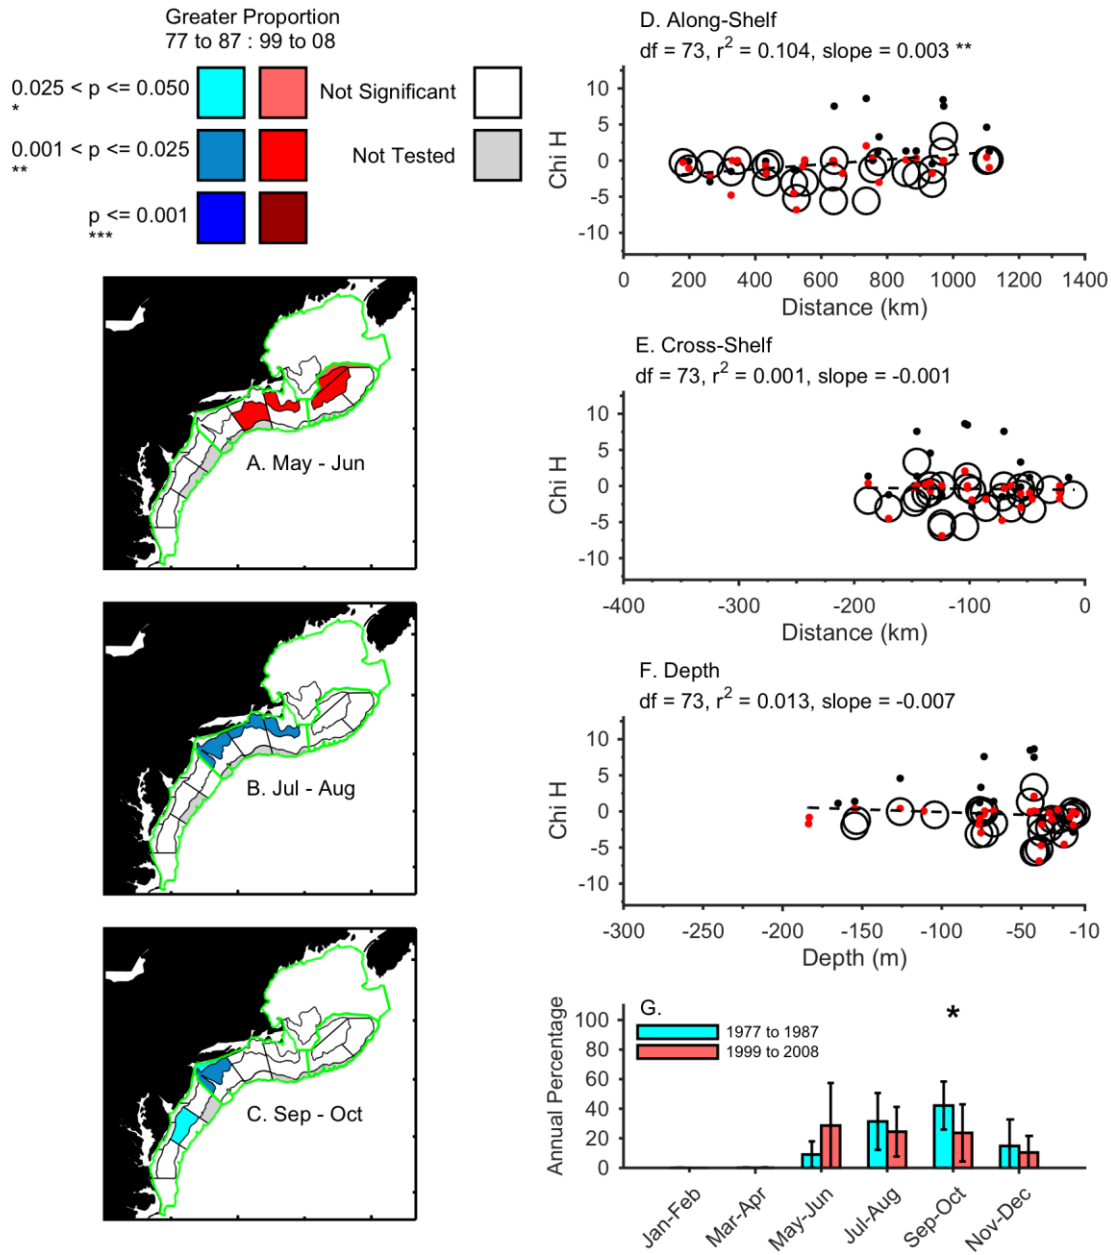 Greater Proportion
77 to 87 : 99 to 08
0.025 < p <= 0.050
*
0.001 < p <= 0.025
**
p <= 0.001
***
Not Significant
Not Tested
A. May - Jun
B. Jul - Aug
C. Sep - Oct
D. Along-Shelf
df = 73, r² = 0.104, slope = 0.003 **
10
5
0
-5
-10
Chi H
0 200 400 600 800 1000 1200 1400
Distance (km)
E. Cross-Shelf
df = 73, r² = 0.001, slope = -0.001
10
5
0
-5
-10
Chi H
-400 -300 -200 -100 0
Distance (km)
F. Depth
df = 73, r² = 0.013, slope = -0.007
10
5
0
-5
-10
Chi H
-300 -250 -200 -150 -100 -50 -10
Depth (m)
G.
*
1977 to 1987
1999 to 2008
100
80
60
40
20
0
Annual Percentage
Jan-Feb Mar-Apr May-Jun Jul-Aug Sep-Oct Nov-Dec